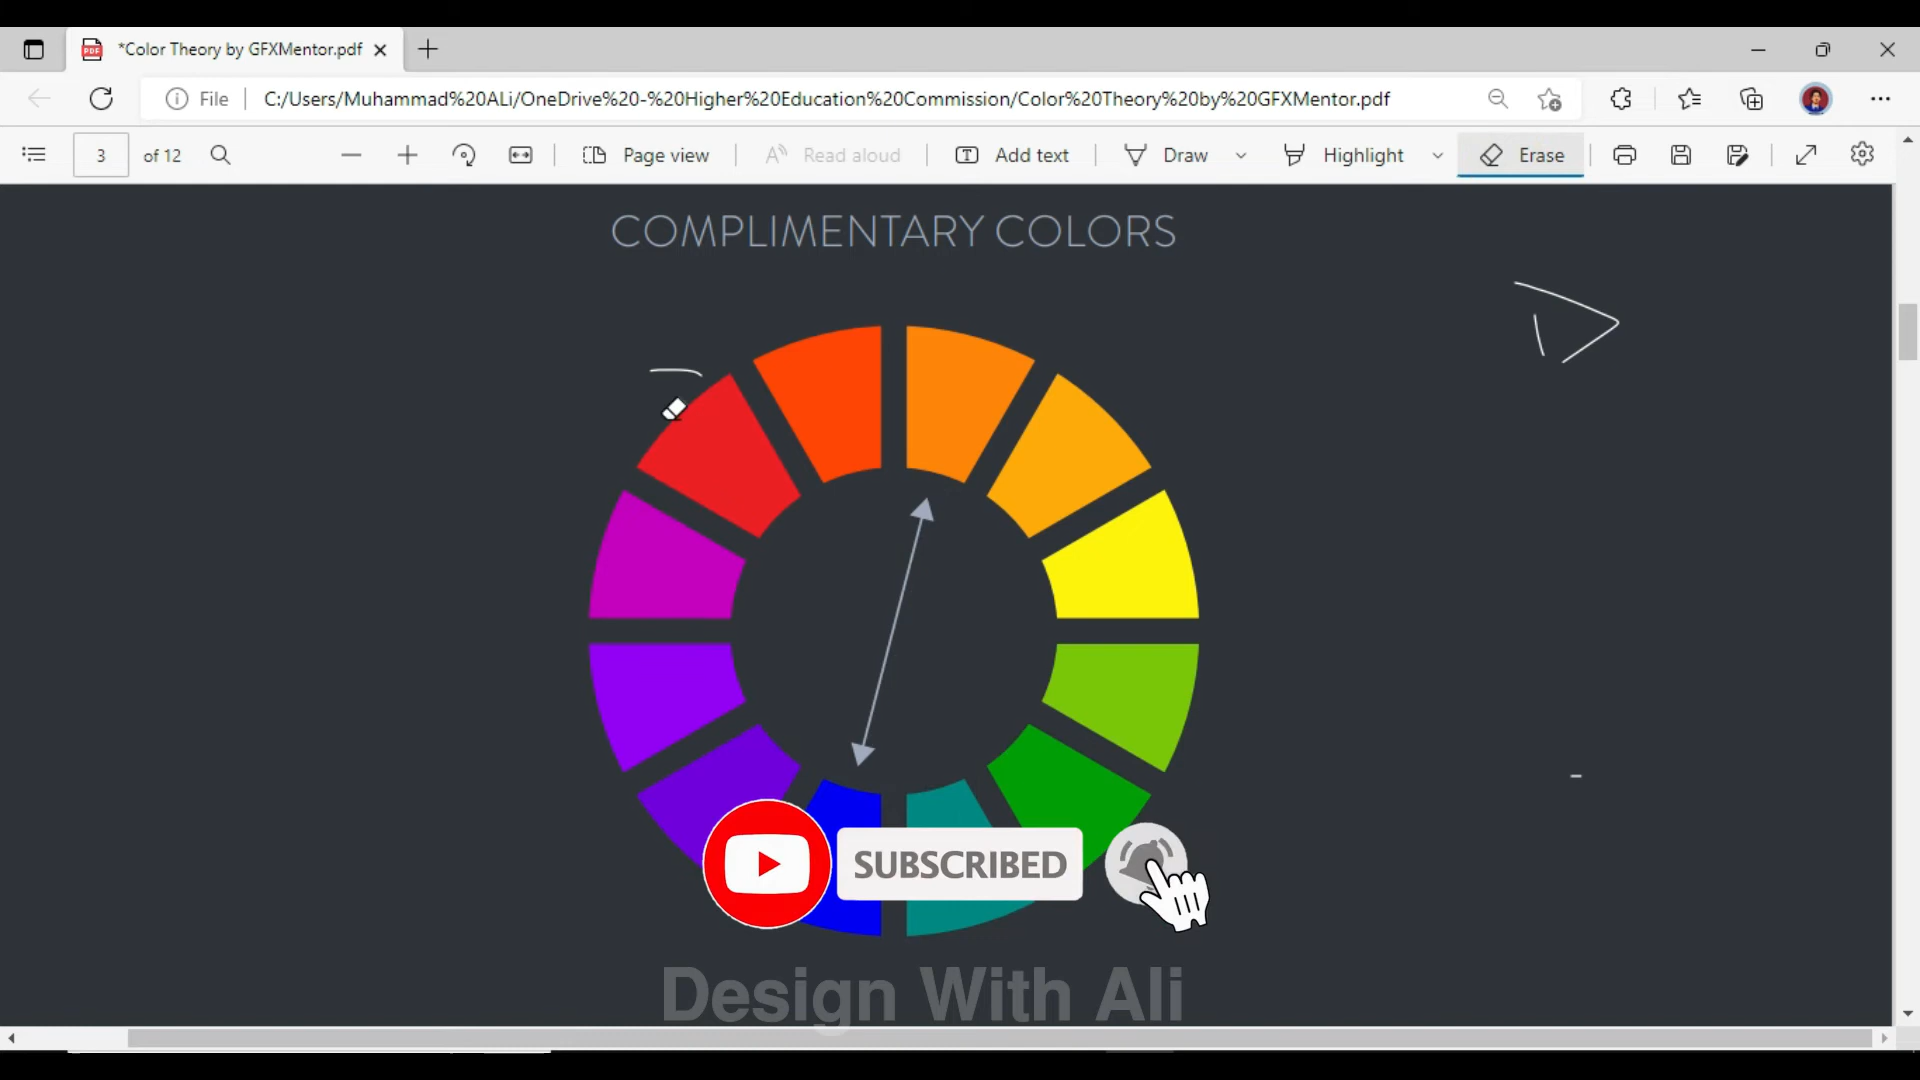 *Color Theory by GFXMentor.pdf
File
C:/Users/Muhammad%20ALi/OneDrive%20-%20Higher%20Education%20Commission/Color%20Theory%20by%20GFXMentor.pdf
3 of 12
Page view
Read aloud
Add text
Draw
Highlight
Erase
COMPLIMENTARY COLORS
SUBSCRIBED
Design With Ali